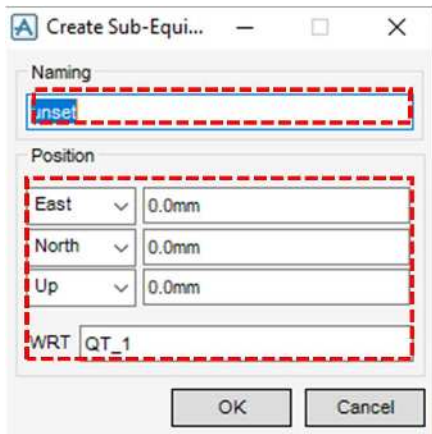 Create Sub-Equi...
Naming
unset
Position
East 0.0mm
North 0.0mm
Up 0.0mm
WRT QT_1
OK Cancel